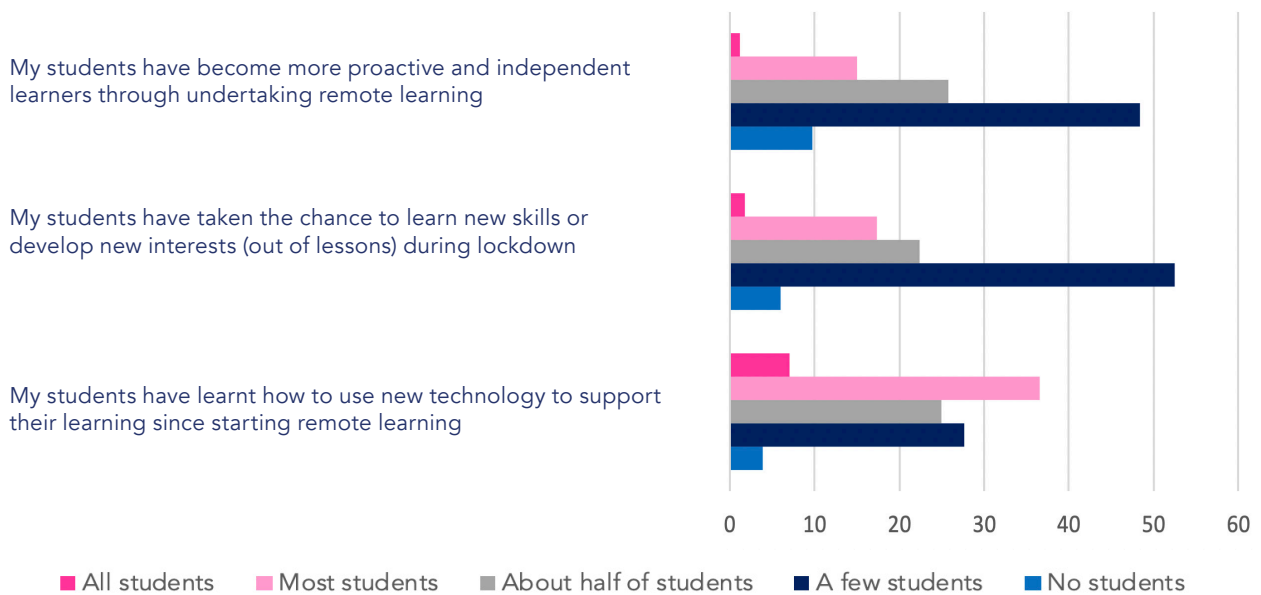 My students have become more proactive and independent
learners through undertaking remote learning
My students have taken the chance to learn new skills or
develop new interests (out of lessons) during lockdown
My students have learnt how to use new technology to support
their learning since starting remote learning
0 10 20 30 40 50 60
All students Most students About half of students A few students No students